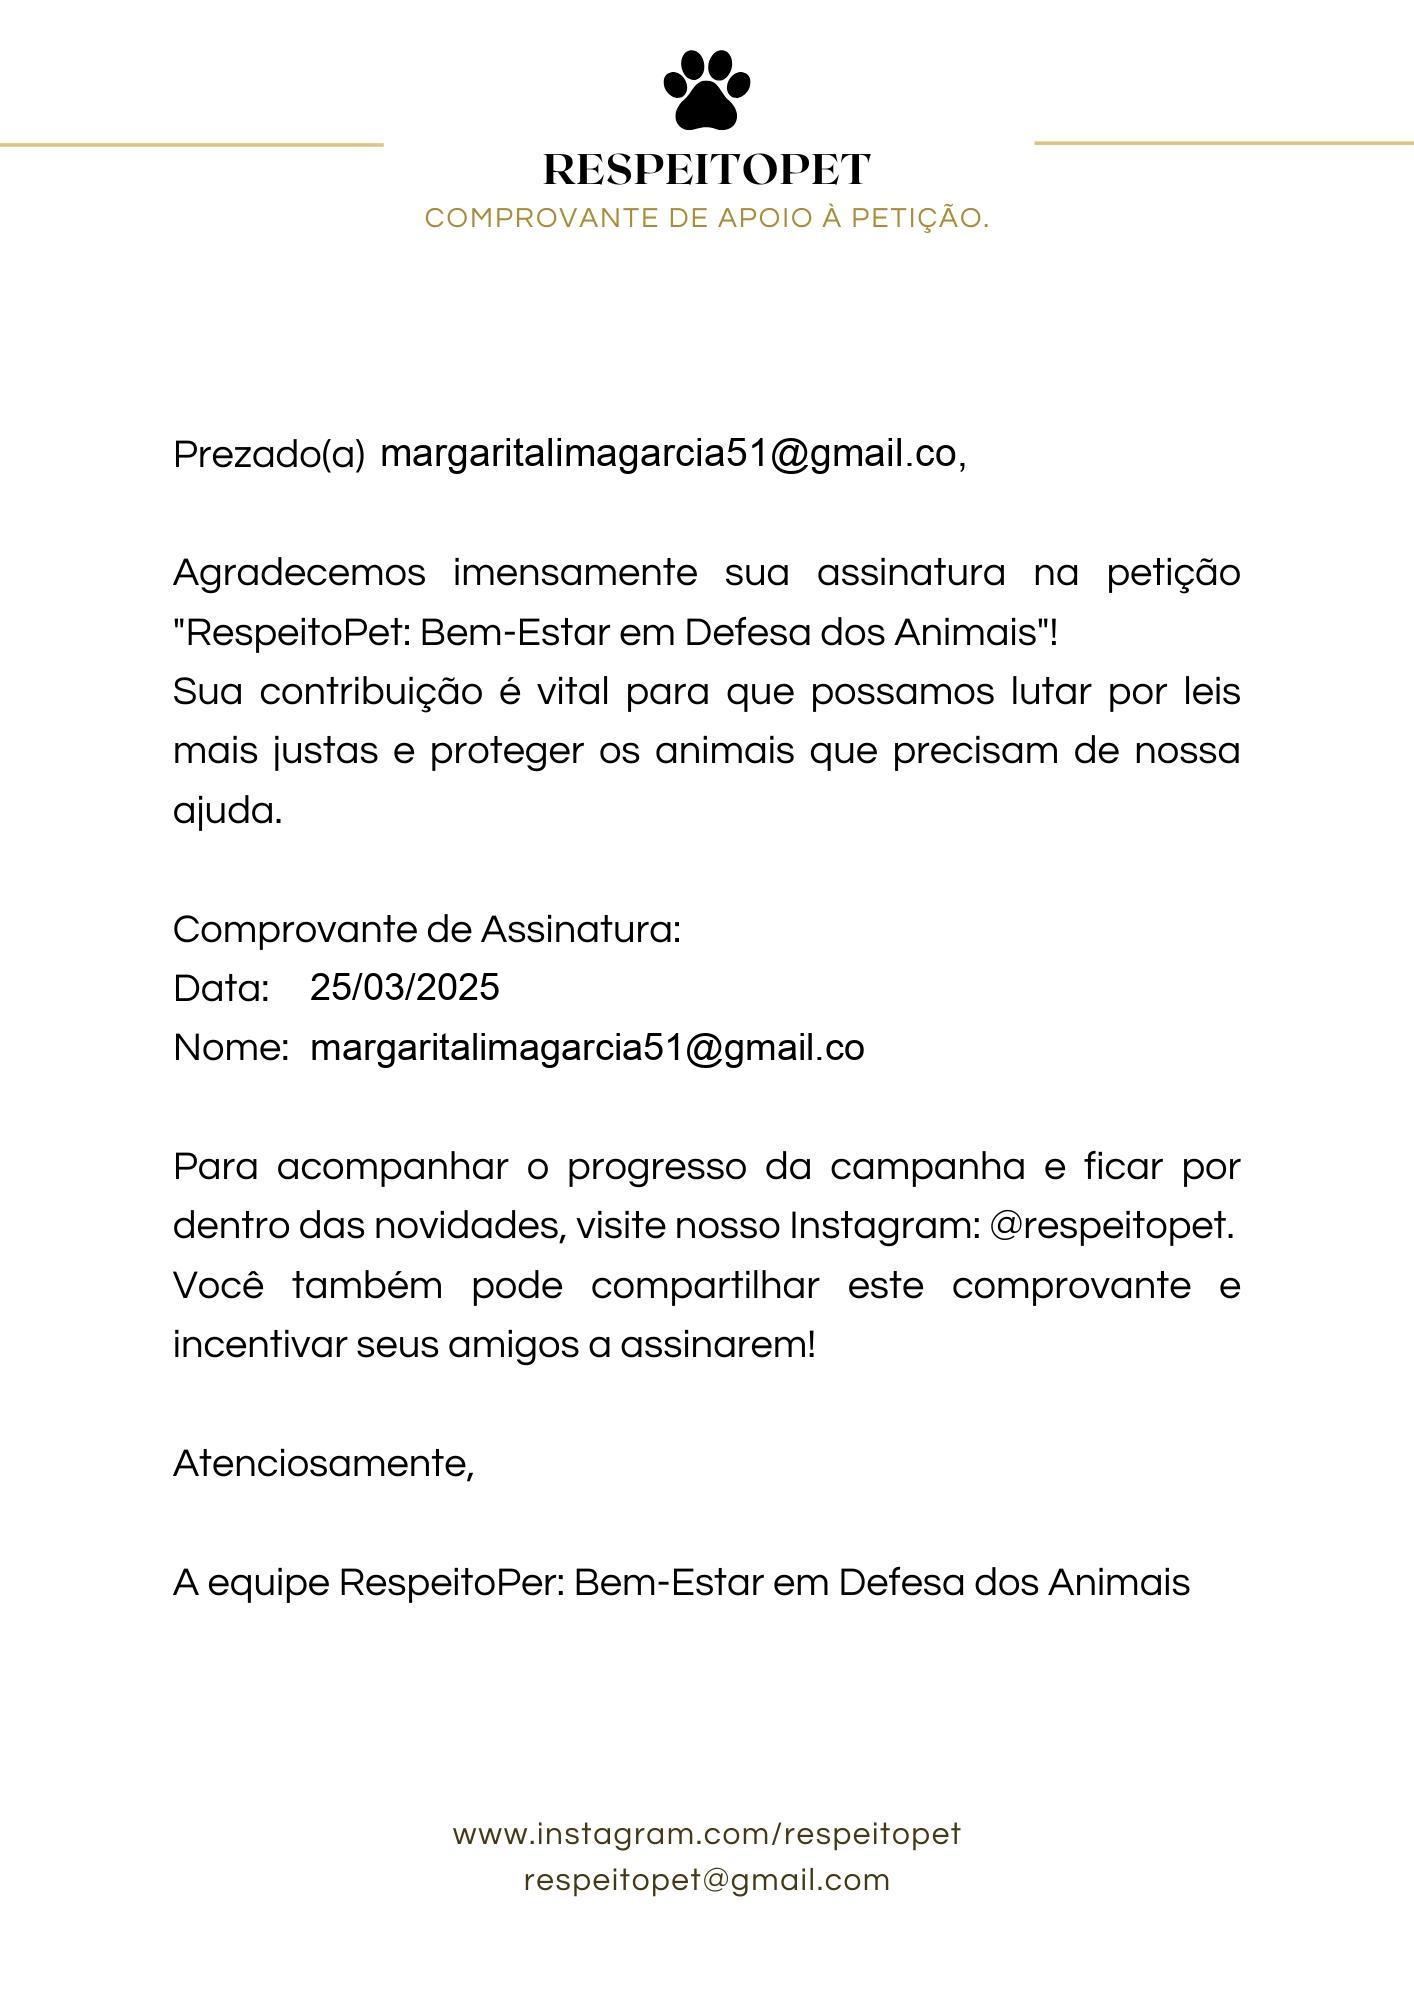 RESPEITOPET
COMPROVANTE DE APOIO À PETIÇÃO.
Prezado(a) margaritalimagarcia51@gmail.co,
Agradecemos imensamente sua assinatura na petição
"RespeitoPet: Bem-Estar em Defesa dos Animais"!
Sua contribuição é vital para que possamos lutar por leis
mais justas e proteger os animais que precisam de nossa
ajuda.
Comprovante de Assinatura:
Data: 25/03/2025
Nome: margaritalimagarcia51@gmail.co
Para acompanhar o progresso da campanha e ficar por
dentro das novidades, visite nosso Instagram: @respeitopet.
Você também pode compartilhar este comprovante e
incentivar seus amigos a assinarem!
Atenciosamente,
A equipe RespeitoPer: Bem-Estar em Defesa dos Animais
www.instagram.com/respeitopet
respeitopet@gmail.com